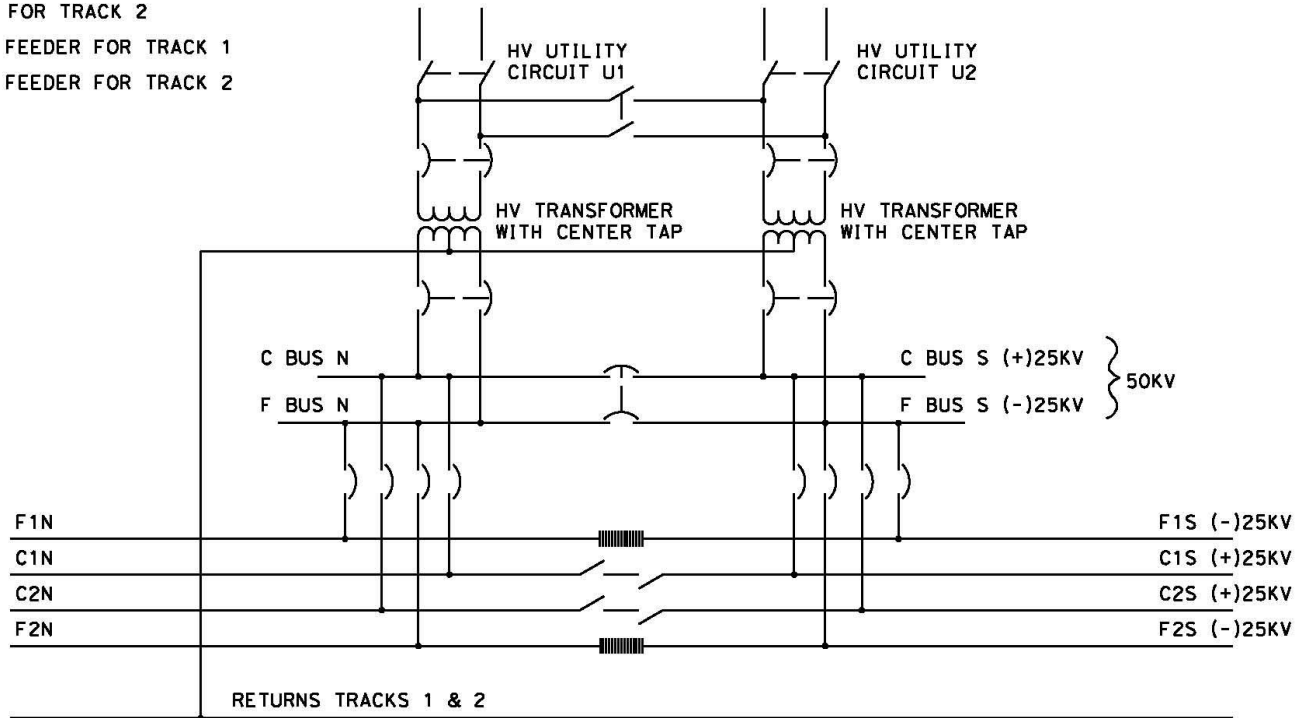 FOR TRACK 2
FEEDER FOR TRACK 1
FEEDER FOR TRACK 2
HV UTILITY
CIRCUIT U1
HV UTILITY
CIRCUIT U2
HV TRANSFORMER
WITH CENTER TAP
HV TRANSFORMER
WITH CENTER TAP
C BUS N
C BUS S (+)25KV
50KV
F BUS N
F BUS S (-)25KV
F1N
F1S (-)25KV
C1N
C1S (+)25KV
C2N
C2S (+)25KV
F2N
F2S (-)25KV
RETURNS TRACKS 1 & 2